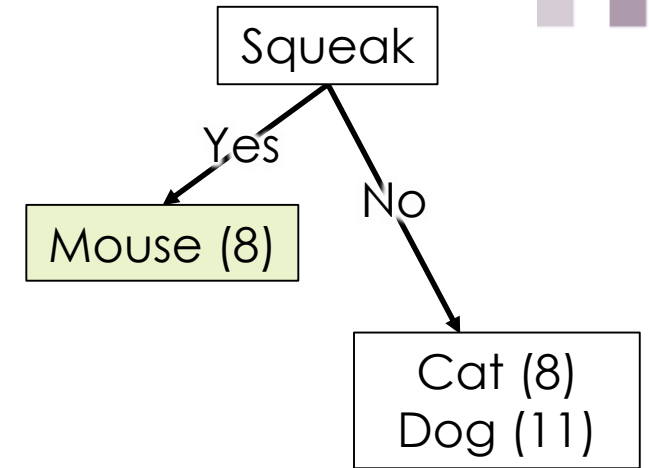 Squeak
Yes
No
Mouse (8)
Cat (8)
Dog (11)